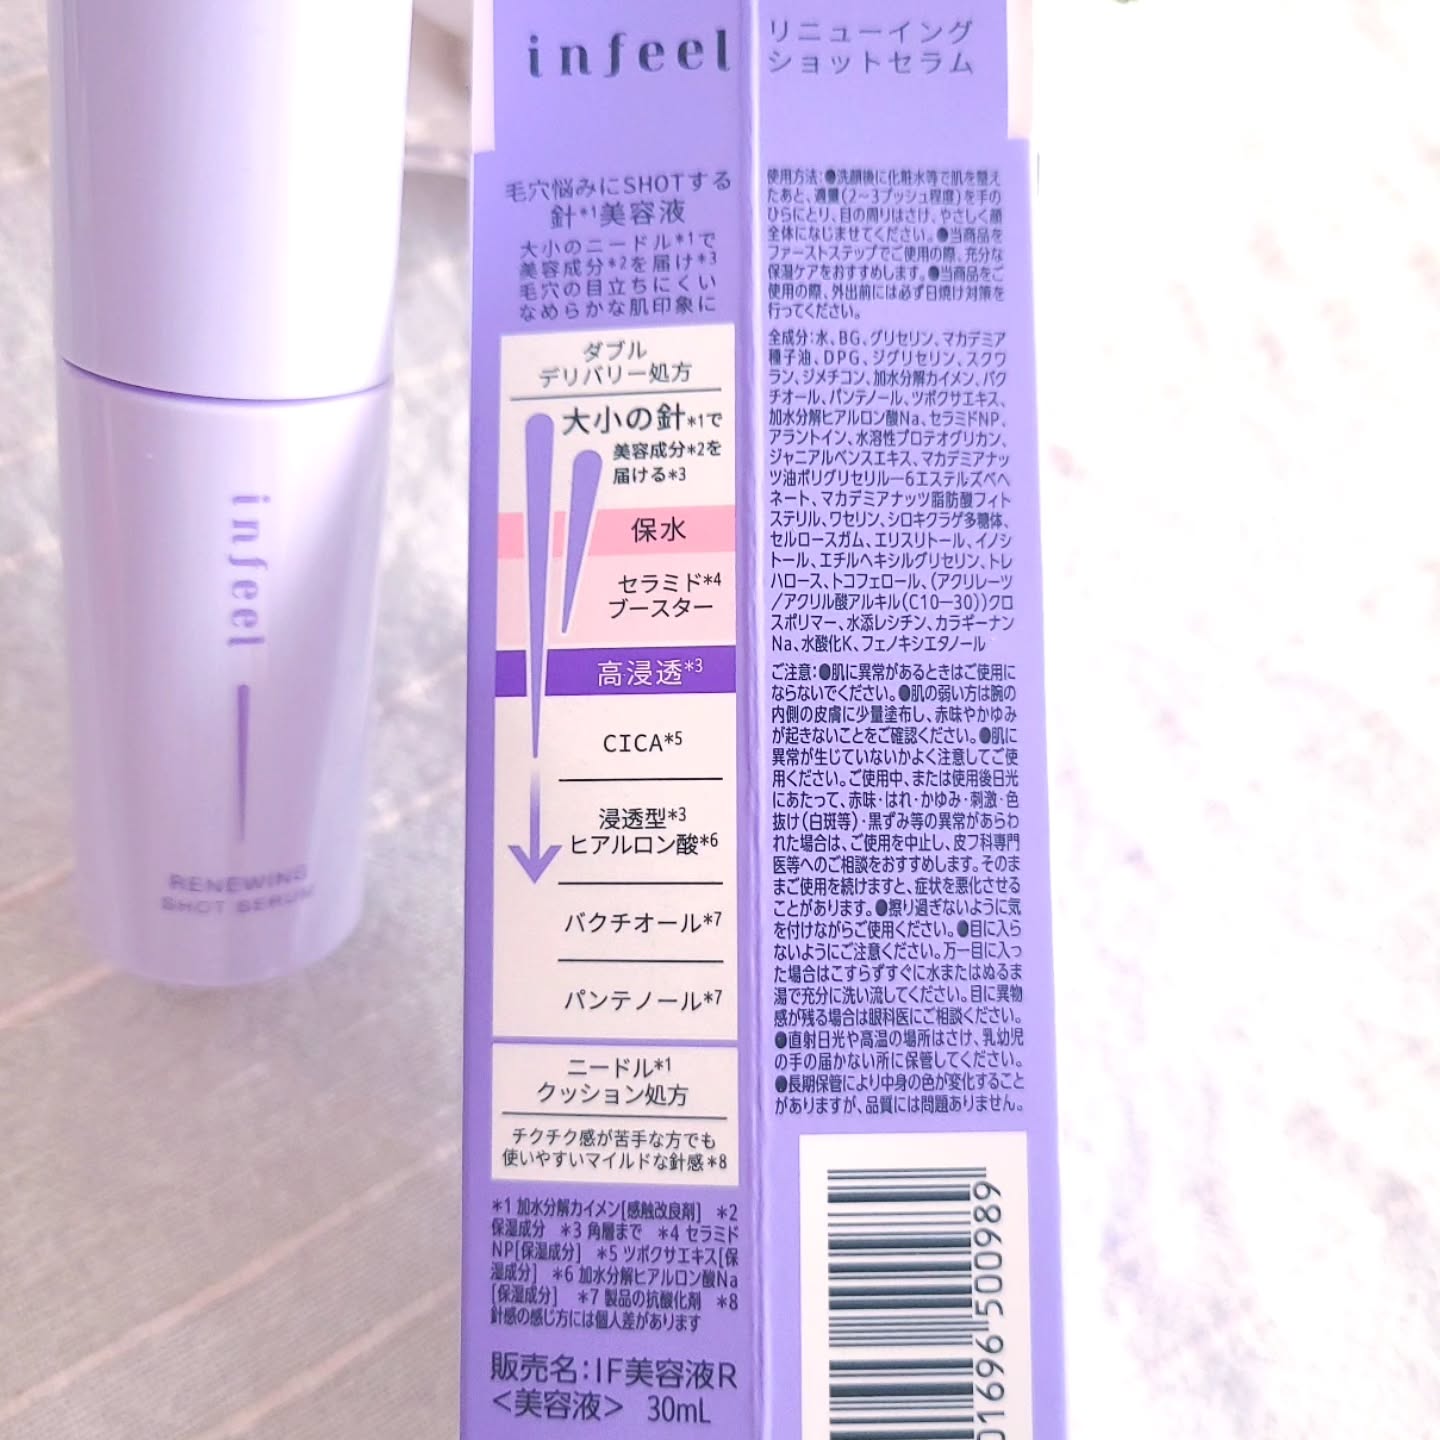 infeel
RENEWING
SHOT SERUM
infeel
毛穴悩みにSHOTする
針*1美容液
大小のニードル*1で
美容成分*2を届け*3
毛穴の目立ちにくい
なめらかな肌印象に
ダブル
デリバリー処方
大小の針*1で
美容成分*2を
届ける*3
保水
セラミド*4
ブースター
高浸透*3
CICA*5
浸透型*3
ヒアルロン酸*6
バクチオール*7
パンテノール*7
ニードル*1
クッション処方
チクチク感が苦手な方でも
使いやすいマイルドな針感*8
*1 加水分解カイメン[感触改良剤] *2
保湿成分 *3 角層まで *4 セラミド
NP[保湿成分] *5 ツボクサエキス[保
湿成分] *6 加水分解ヒアルロン酸Na
[保湿成分] *7 製品の抗酸化剤 *8
針感の感じ方には個人差があります
販売名:IF美容液R
<美容液> 30mL
リニューイング
ショットセラム
使用方法:●洗顔後に化粧水等で肌を整え
たあと、適量(2~3プッシュ程度)を手の
ひらにとり、目の周りはさけ、やさしく顔
全体になじませてください。●当商品を
ファーストステップでご使用の際、充分な
保湿ケアをおすすめします。●当商品をご
使用の際、外出前には必ず日焼け対策を
行ってください。
全成分:水、BG、グリセリン、マカデミア
種子油、DPG、ジグリセリン、スクワ
ラン、ジメチコン、加水分解カイメン、バク
チオール、パンテノール、ツボクサエキス、
加水分解ヒアルロン酸Na、セラミドNP、
アラントイン、水溶性プロテオグリカン、
ジャニアルベンスエキス、マカデミアナッ
ツ油ポリグリセリル―6エステルズベヘ
ネート、マカデミアナッツ脂肪酸フィト
ステリル、ワセリン、シロキクラゲ多糖体、
セルロースガム、エリスリトール、イノシ
トール、エチルヘキシルグリセリン、トレ
ハロース、トコフェロール、(アクリレーツ
/アクリル酸アルキル(C10―30))クロ
スポリマー、水添レシチン、カラギーナン
Na、水酸化K、フェノキシエタノール
ご注意:●肌に異常があるときはご使用に
ならないでください。●肌の弱い方は腕の
内側の皮膚に少量塗布し、赤味やかゆみ
が起きないことをご確認ください。●肌に
異常が生じていないかよく注意してご使
用ください。ご使用中、または使用後日光
にあたって、赤味・はれ・かゆみ・刺激・色
抜け(白斑等)・黒ずみ等の異常があらわ
れた場合は、ご使用を中止し、皮フ科専門
医等へのご相談をおすすめします。そのま
まご使用を続けますと、症状を悪化させる
ことがあります。●擦り過ぎないように気
を付けながらご使用ください。●目に入ら
ないようにご注意ください。万一目に入っ
た場合はこすらずすぐに水またはぬるま
湯で充分に洗い流してください。目に異物
感が残る場合は眼科医にご相談ください。
●直射日光や高温の場所はさけ、乳幼児
の手の届かない所に保管してください。
●長期保管により中身の色が変化すること
がありますが、品質には問題ありません。
01696 500989